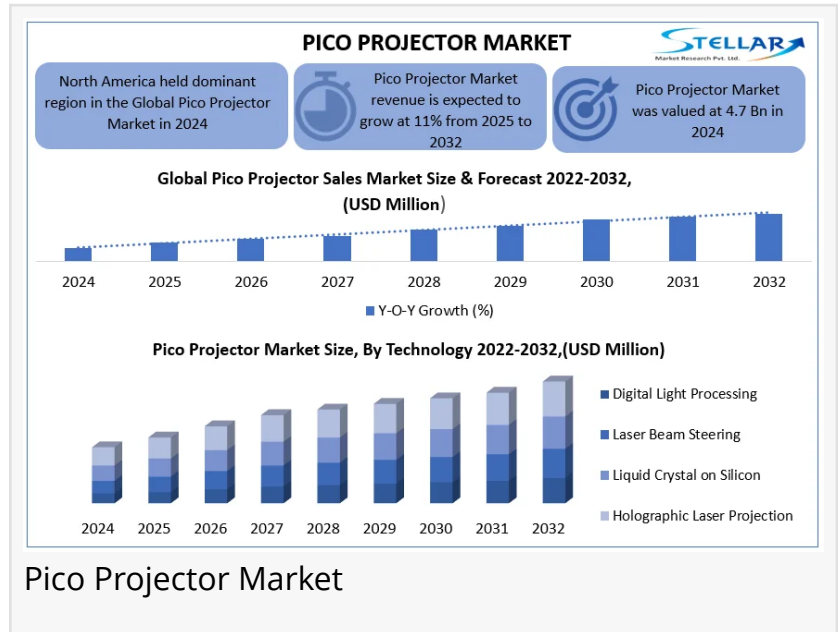 PICO PROJECTOR MARKET
STELLAR
Market Research Pvt. Ltd.
North America held dominant
region in the Global Pico Projector
Market in 2024
Pico Projector Market
revenue is expected to
grow at 11% from 2025 to
2032
Pico Projector Market
was valued at 4.7 Bn in
2024
Global Pico Projector Sales Market Size & Forecast 2022-2032,
(USD Million)
2024 2025 2026 2027 2028 2029 2030 2031 2032
Y-O-Y Growth (%)
Pico Projector Market Size, By Technology 2022-2032,(USD Million)
Digital Light Processing
Laser Beam Steering
Liquid Crystal on Silicon
Holographic Laser Projection
2024 2025 2026 2027 2028 2029 2030 2031 2032
Pico Projector Market